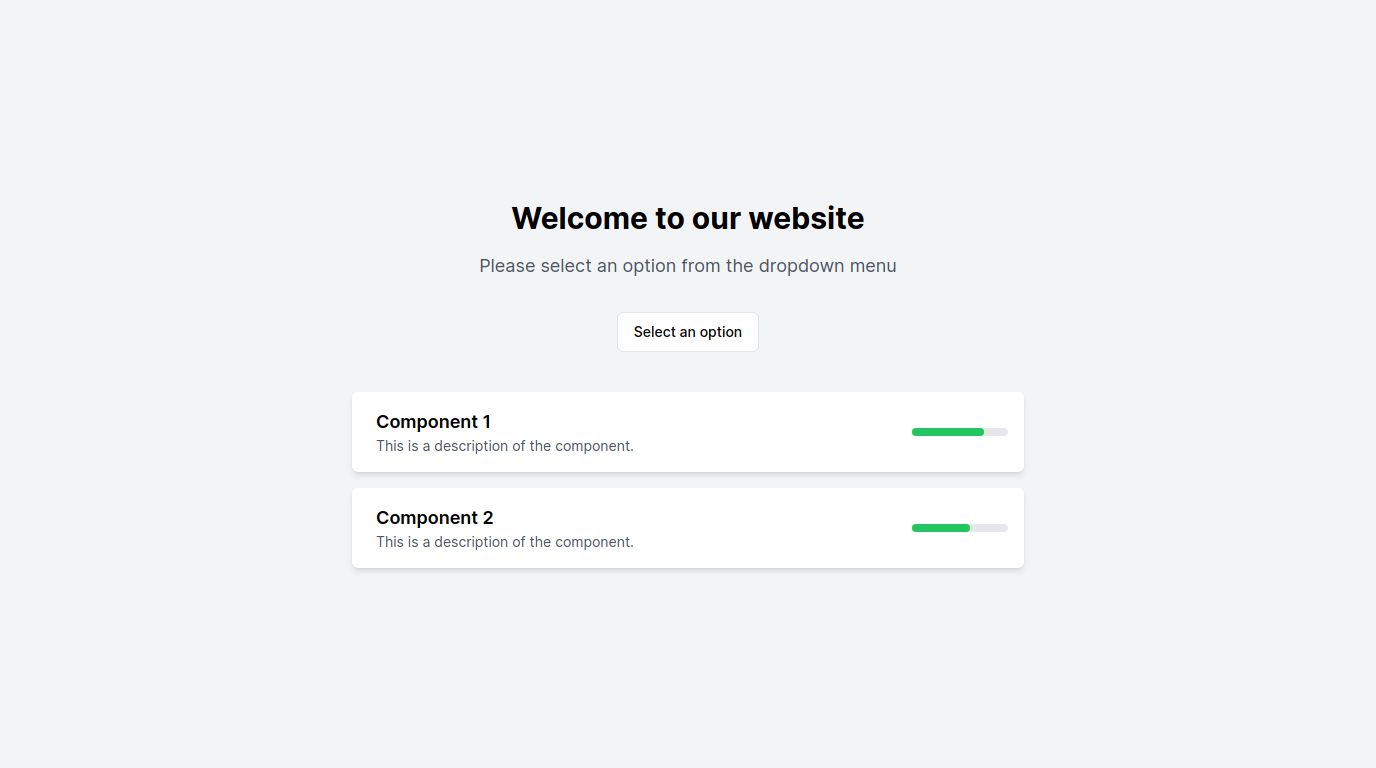 Welcome to our website
Please select an option from the dropdown menu
Select an option
Component 1
This is a description of the component.
Component 2
This is a description of the component.